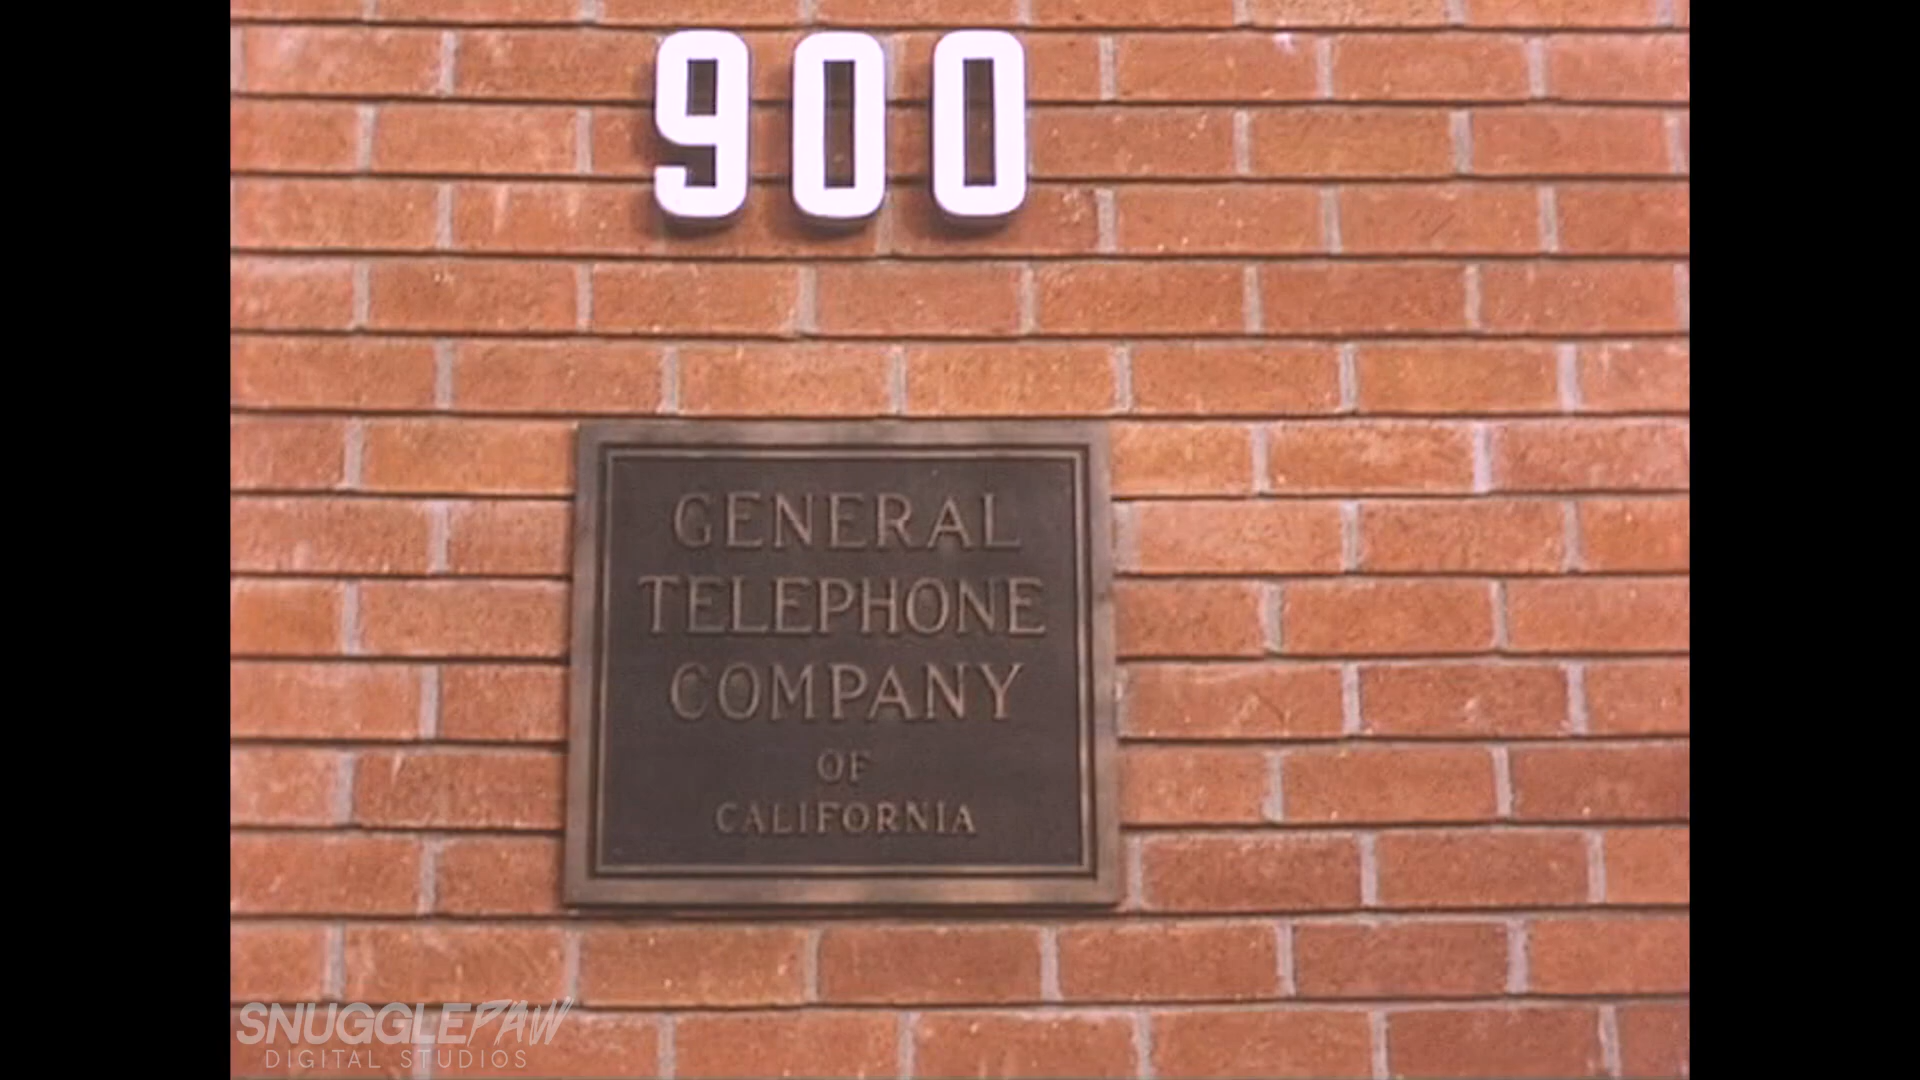 900
GENERAL
TELEPHONE
COMPANY
OF
CALIFORNIA
SNUGGLEPAW
DIGITAL STUDIOS